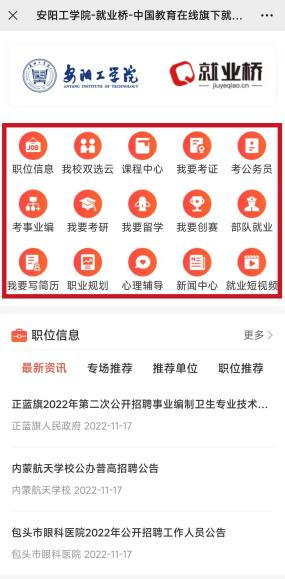 安阳工学院-就业桥-中国教育在线旗下就...
安阳工学院
ANYANG INSTITUTE OF TECHNOLOGY
就业桥
jiuyeqiao.cn
JOB
职位信息 我校双选云 课程中心 我要考证 考公务员
考事业编 我要考研 我要留学 我要创赛 部队就业
我要写简历 职业规划 心理辅导 新闻中心 就业短视频
职位信息 更多 >
最新资讯 专场推荐 推荐单位 职位推荐
正蓝旗2022年第二次公开招聘事业编制卫生专业技术...
正蓝旗人民政府 2022-11-17
内蒙航天学校公办普高招聘公告
内蒙航天学校 2022-11-17
包头市眼科医院2022年公开招聘工作人员公告
包头市眼科医院 2022-11-17